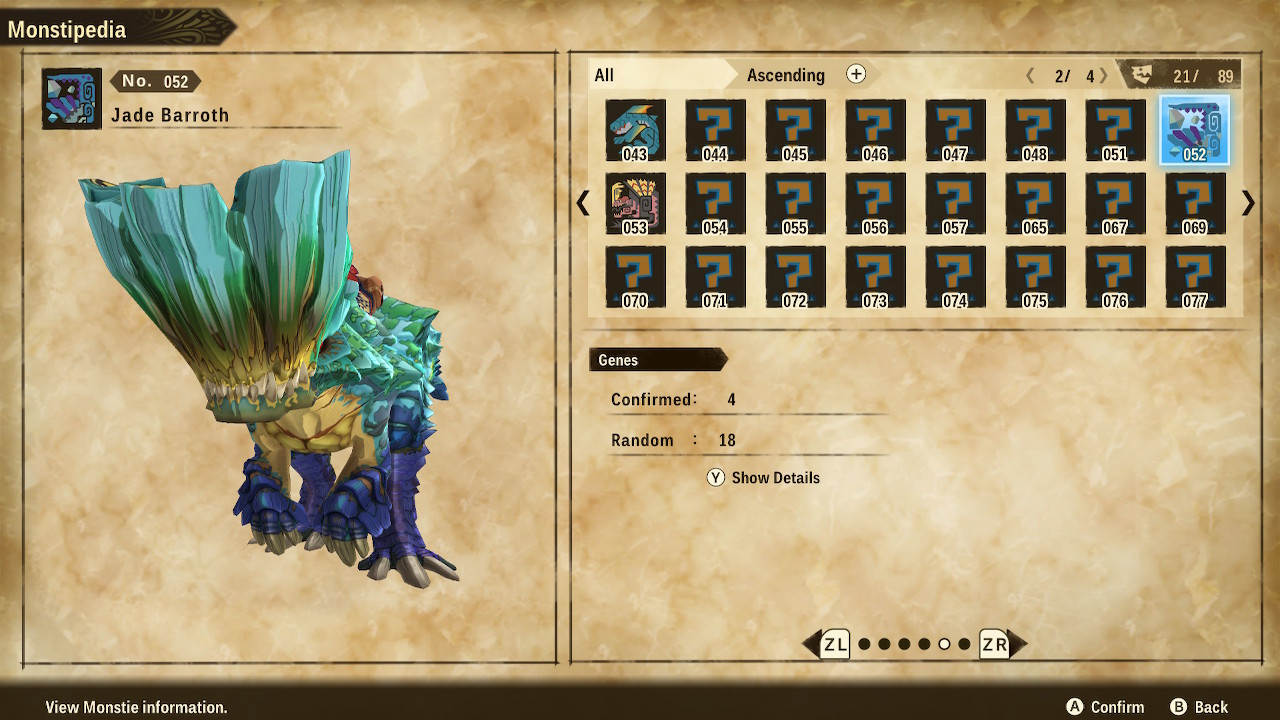 Monstipedia
No. 052
Jade Barroth
All
Ascending +
2/ 4
21/ 89
043 ? 044 ? 045 ? 046 ? 047 ? 048 ? 051 052
053 ? 054 ? 055 ? 056 ? 057 ? 065 ? 067 ? 069
? 070 ? 071 ? 072 ? 073 ? 074 ? 075 ? 076 ? 077
Genes
Confirmed: 4
Random : 18
Y Show Details
ZL ZR
View Monstie information.
A Confirm B Back